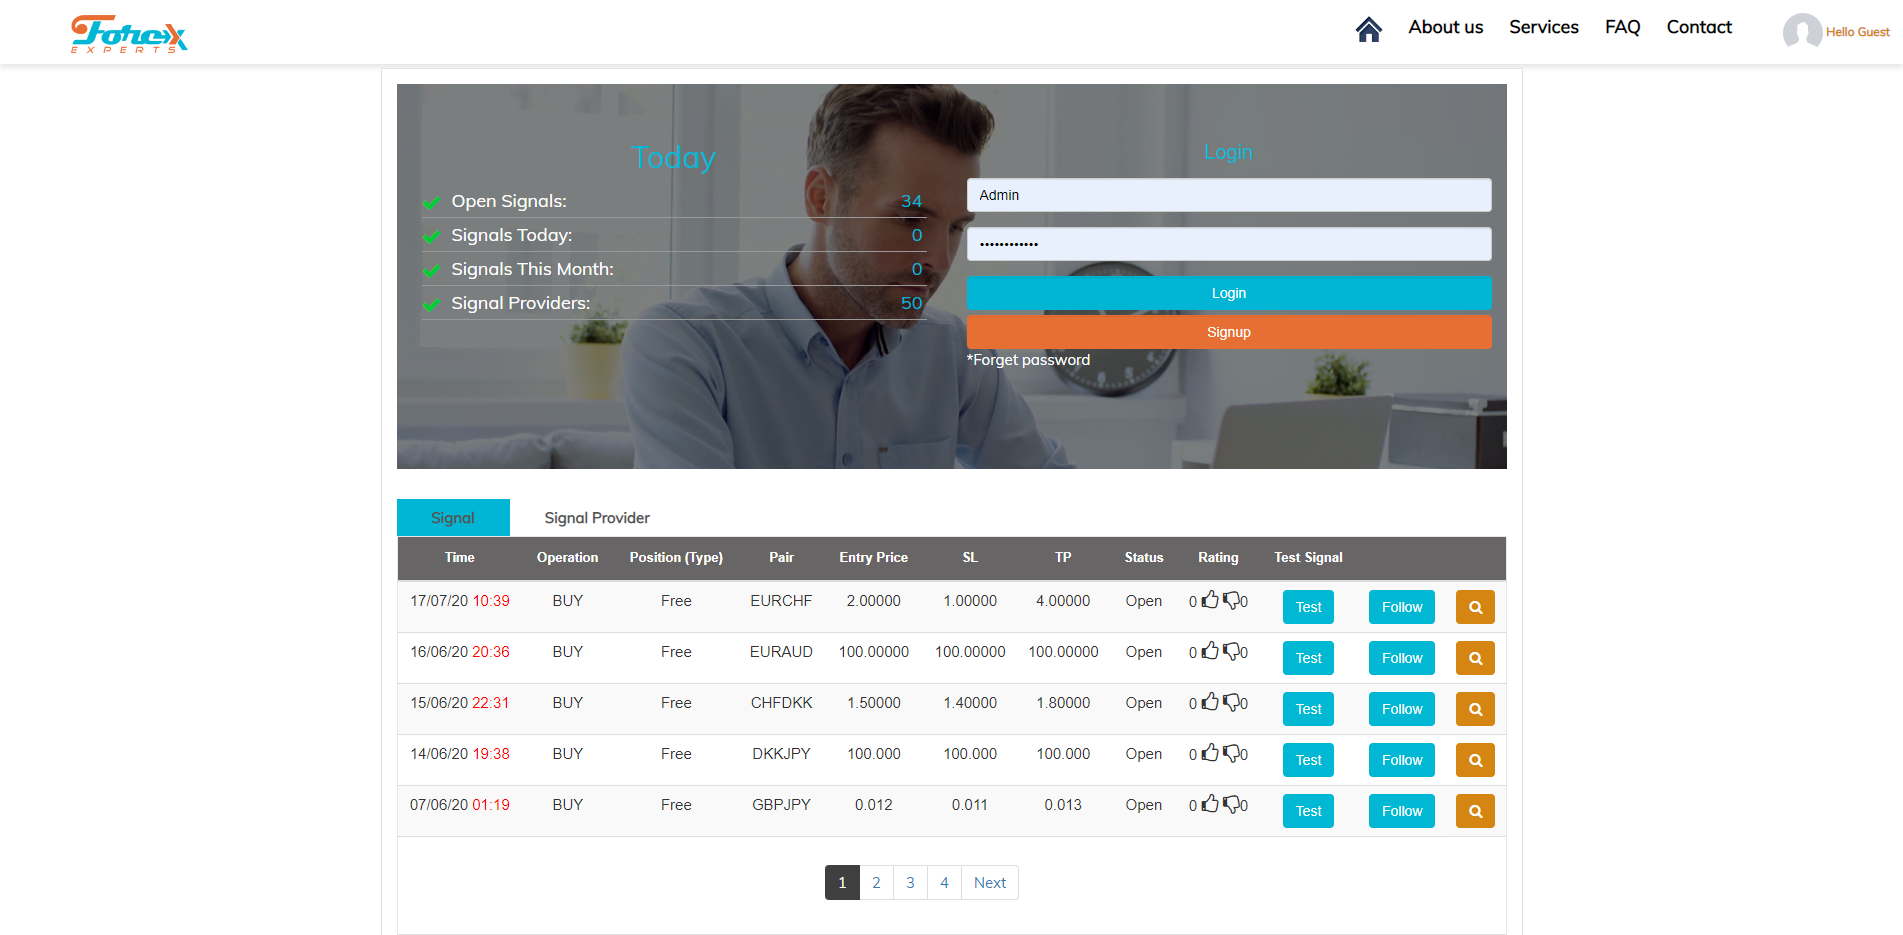 Forex
EXPERTS
About us Services FAQ Contact Hello Guest
Today
Open Signals: 34
Signals Today: 0
Signals This Month: 0
Signal Providers: 50
Login
Admin
••••••••••••
Login
Signup
*Forget password
Signal Signal Provider
Time Operation Position (Type) Pair Entry Price SL TP Status Rating Test Signal
17/07/20 10:39 BUY Free EURCHF 2.00000 1.00000 4.00000 Open 0 0 Test Follow
16/06/20 20:36 BUY Free EURAUD 100.00000 100.00000 100.00000 Open 0 0 Test Follow
15/06/20 22:31 BUY Free CHFDKK 1.50000 1.40000 1.80000 Open 0 0 Test Follow
14/06/20 19:38 BUY Free DKKJPY 100.000 100.000 100.000 Open 0 0 Test Follow
07/06/20 01:19 BUY Free GBPJPY 0.012 0.011 0.013 Open 0 0 Test Follow
1 2 3 4 Next